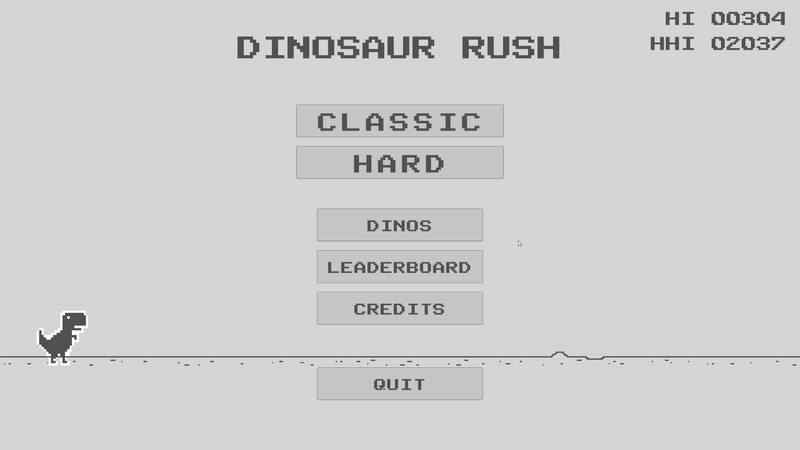 HI 00304
HHI 02037
DINOSAUR RUSH
CLASSIC
HARD
DINOS
LEADERBOARD
CREDITS
QUIT